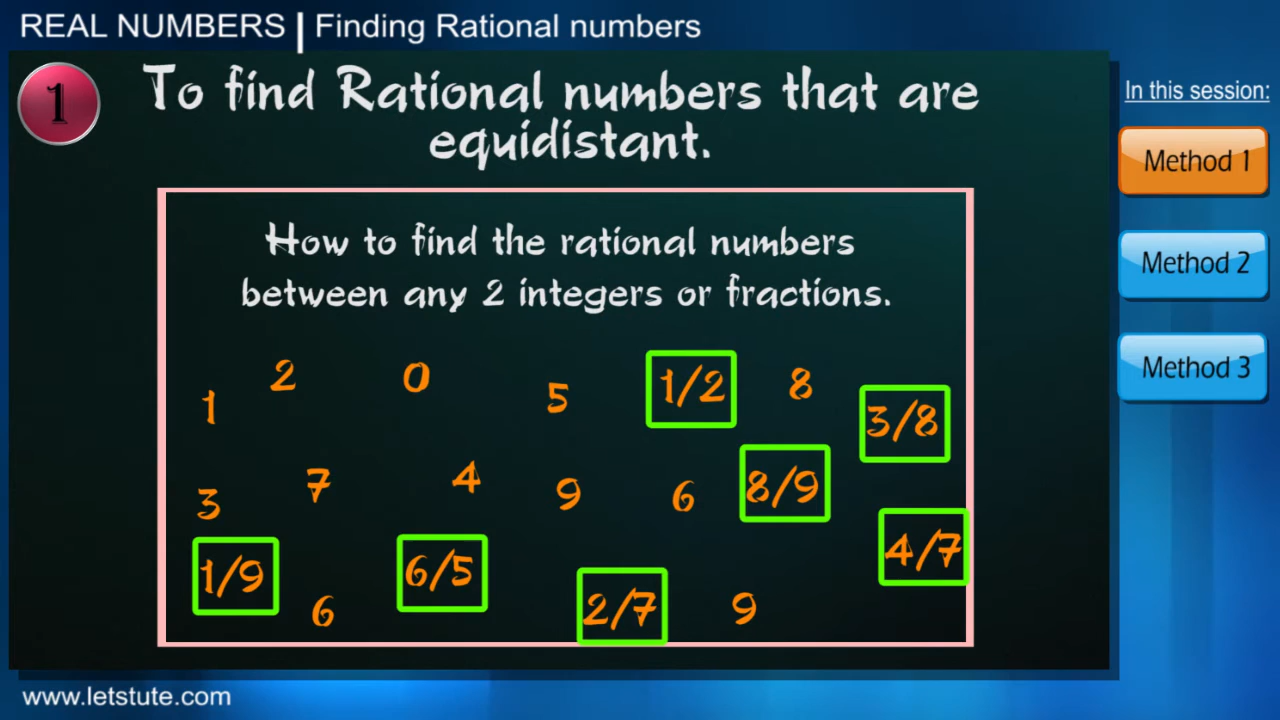 REAL NUMBERS | Finding Rational numbers
1
To find Rational numbers that are
equidistant.
In this session:
Method 1
Method 2
Method 3
How to find the rational numbers
between any 2 integers or fractions.
1 2 0 5 1/2 8 3/8
3 7 4 9 6 8/9
1/9 6 6/5 2/7 9 4/7
www.letstute.com